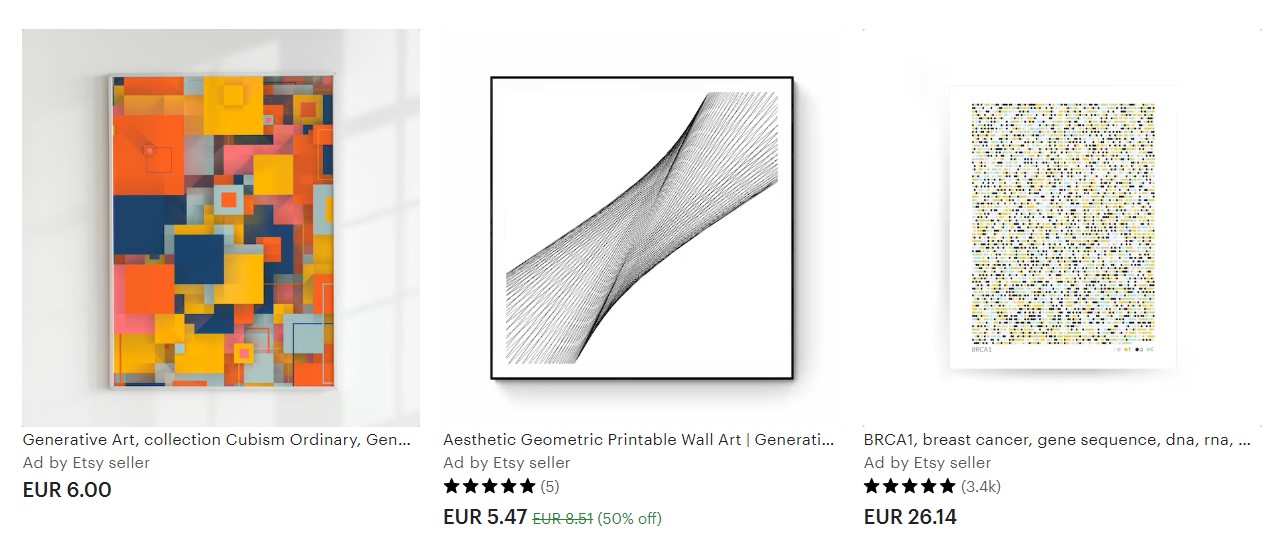 BRCA1
Generative Art, collection Cubism Ordinary, Gen...
Ad by Etsy seller
EUR 6.00
Aesthetic Geometric Printable Wall Art | Generati...
Ad by Etsy seller
(5)
EUR 5.47 EUR 8.51 (50% off)
BRCA1, breast cancer, gene sequence, dna, rna, ...
Ad by Etsy seller
(3.4k)
EUR 26.14